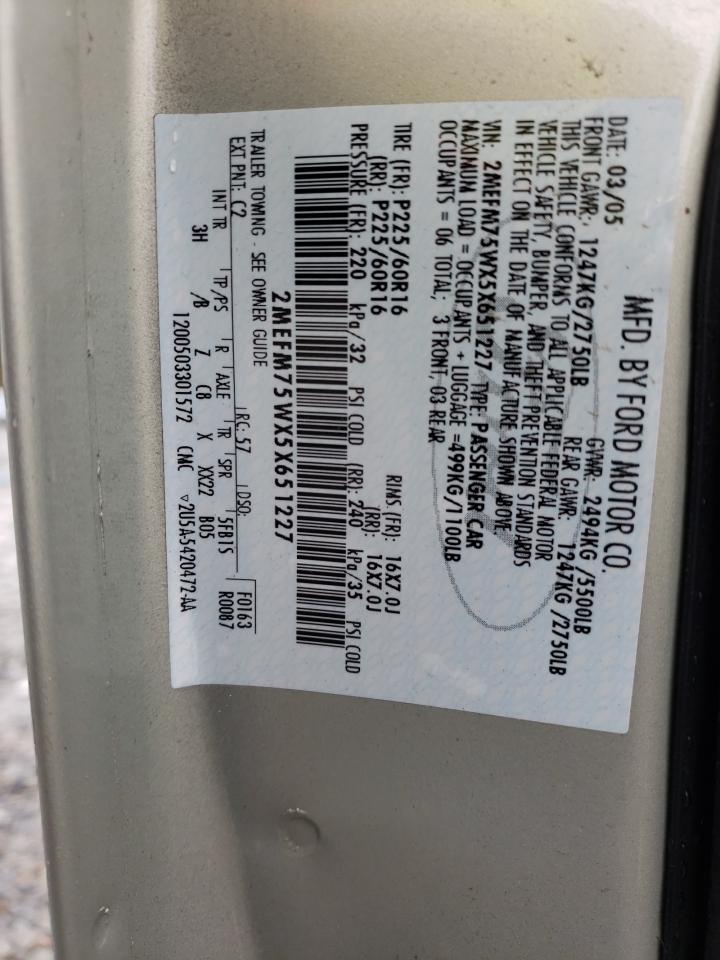 MFD. BY FORD MOTOR CO.
DATE: 03/05 GVWR: 2494KG /5500LB
FRONT GAWR: 1247KG/2750LB REAR GAWR: 1247KG /2750LB
THIS VEHICLE CONFORMS TO ALL APPLICABLE FEDERAL MOTOR
VEHICLE SAFETY, BUMPER, AND THEFT PREVENTION STANDARDS
IN EFFECT ON THE DATE OF MANUFACTURE SHOWN ABOVE
VIN: 2MEFM75WX5X651227 TYPE: PASSENGER CAR
MAXIMUM LOAD = OCCUPANTS + LUGGAGE =499KG/1100LB
OCCUPANTS = 06 TOTAL; 3 FRONT, 03 REAR
TIRE (FR): P225/60R16 RIMS (FR): 16X7.0J
(RR): P225/60R16 (RR): 16X7.0J
PRESSURE (FR): 220 kPa/32 PSI COLD (RR): 240 kPa/35 PSI COLD
2MEFM75WX5X651227
TRAILER TOWING - SEE OWNER GUIDE
EXT PNT: C2 RC: 57 DSO: F0163
INT TR TP/PS R AXLE TR SPR SFB1S R0087
3H /B Z C8 X XX22 B05
1200503301572 CNC ▽2U5A-5420472-AA